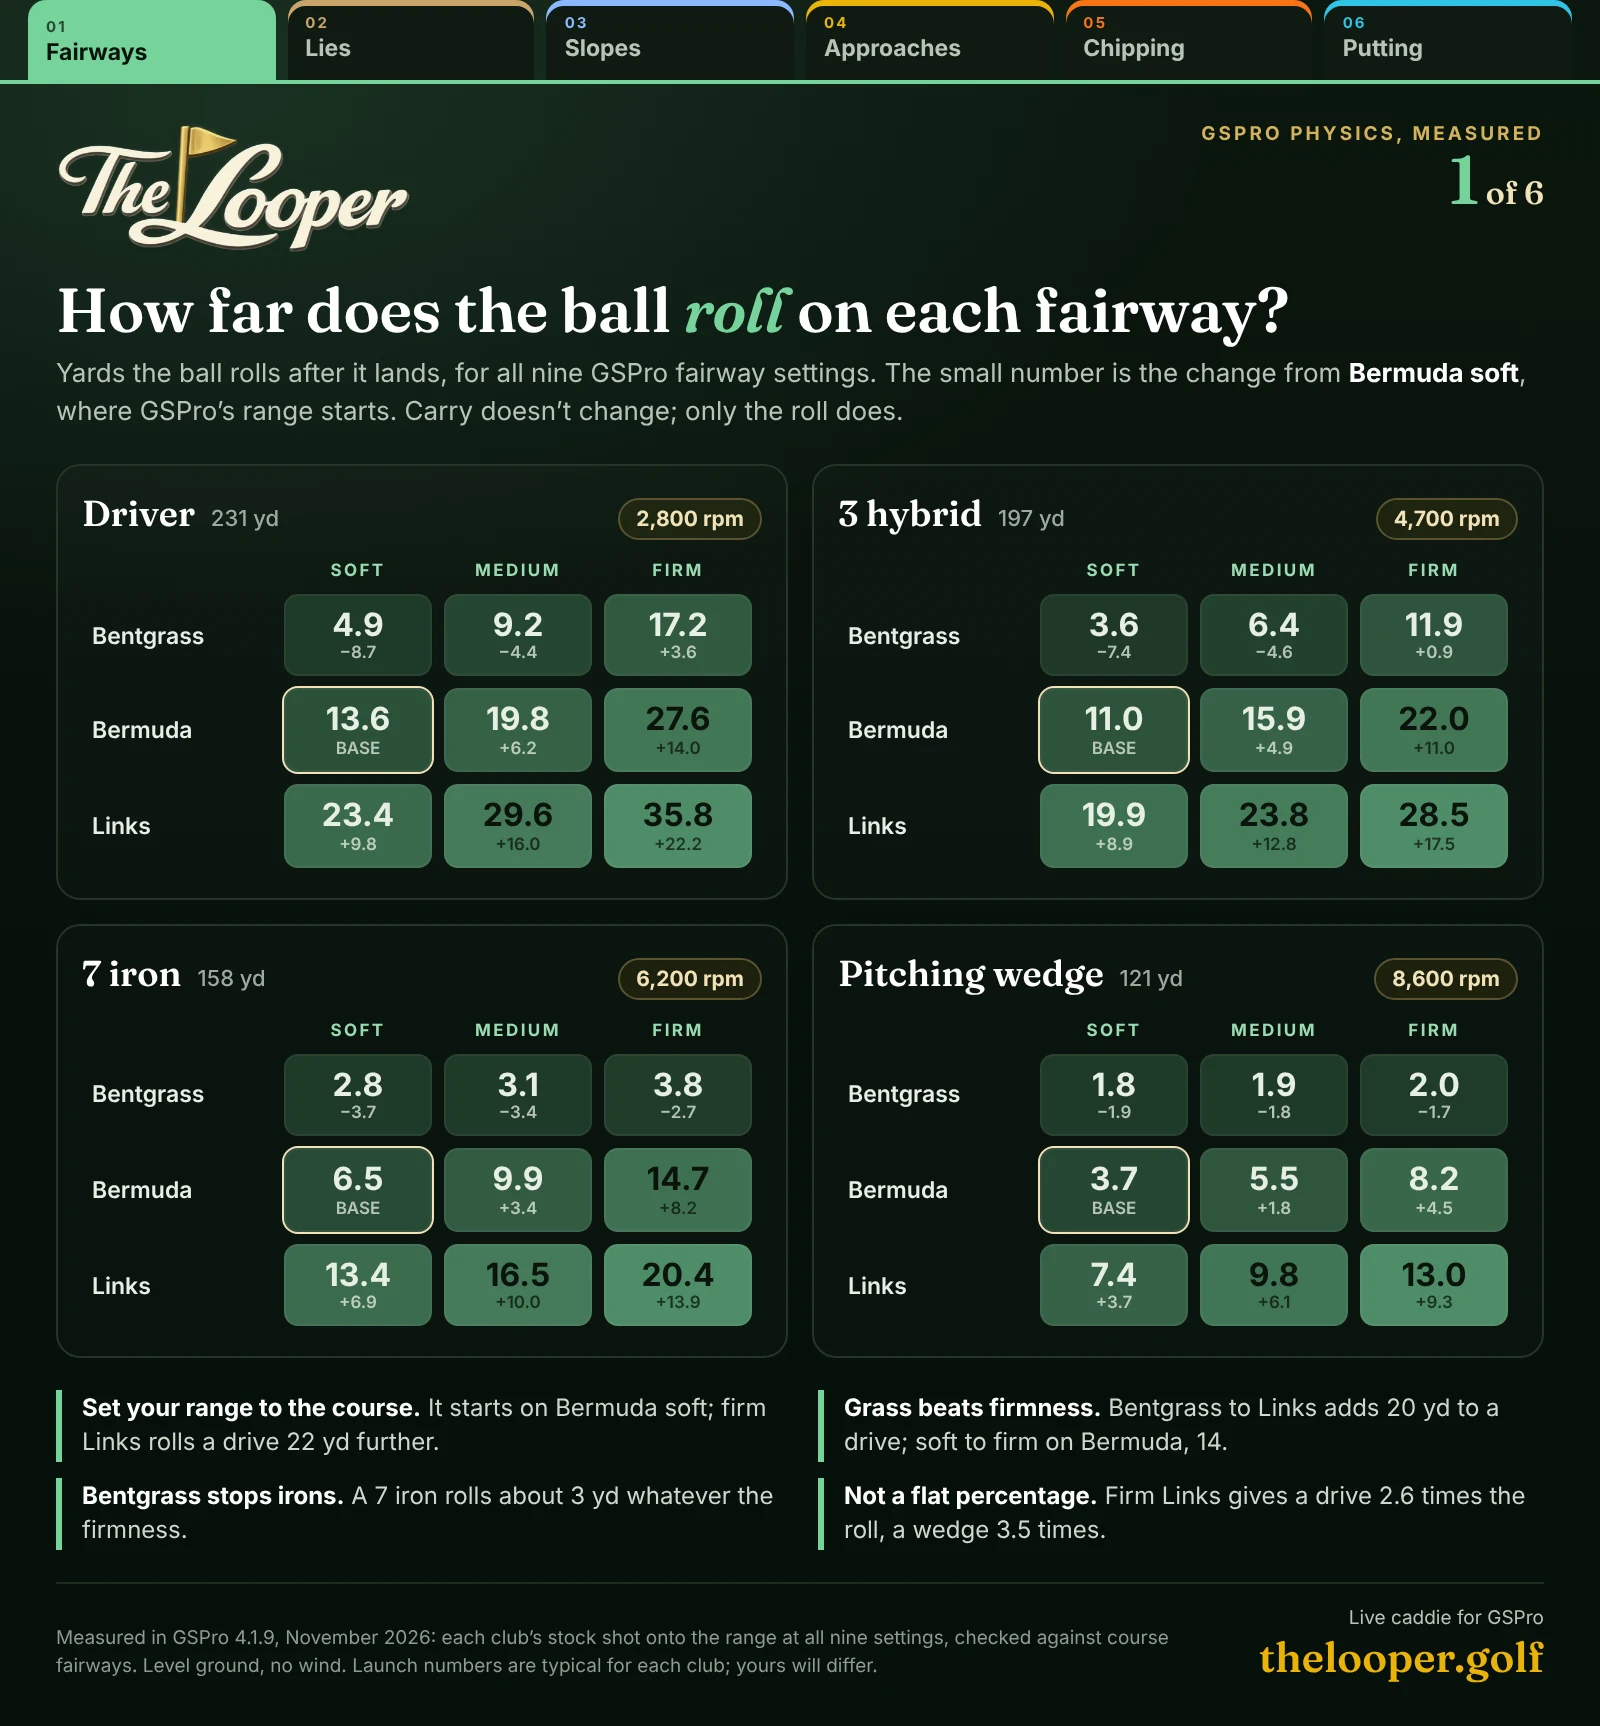 01
Fairways
02
Lies
03
Slopes
04
Approaches
05
Chipping
06
Putting
The Looper
GSPRO PHYSICS, MEASURED
1 of 6
How far does the ball roll on each fairway?
Yards the ball rolls after it lands, for all nine GSPro fairway settings. The small number is the change from Bermuda soft,
where GSPro’s range starts. Carry doesn’t change; only the roll does.
Driver 231 yd 2,800 rpm
SOFT MEDIUM FIRM
Bentgrass 4.9 9.2 17.2
−8.7 −4.4 +3.6
Bermuda 13.6 19.8 27.6
BASE +6.2 +14.0
Links 23.4 29.6 35.8
+9.8 +16.0 +22.2
3 hybrid 197 yd 4,700 rpm
SOFT MEDIUM FIRM
Bentgrass 3.6 6.4 11.9
−7.4 −4.6 +0.9
Bermuda 11.0 15.9 22.0
BASE +4.9 +11.0
Links 19.9 23.8 28.5
+8.9 +12.8 +17.5
7 iron 158 yd 6,200 rpm
SOFT MEDIUM FIRM
Bentgrass 2.8 3.1 3.8
−3.7 −3.4 −2.7
Bermuda 6.5 9.9 14.7
BASE +3.4 +8.2
Links 13.4 16.5 20.4
+6.9 +10.0 +13.9
Pitching wedge 121 yd 8,600 rpm
SOFT MEDIUM FIRM
Bentgrass 1.8 1.9 2.0
−1.9 −1.8 −1.7
Bermuda 3.7 5.5 8.2
BASE +1.8 +4.5
Links 7.4 9.8 13.0
+3.7 +6.1 +9.3
Set your range to the course. It starts on Bermuda soft; firm
Links rolls a drive 22 yd further.
Grass beats firmness. Bentgrass to Links adds 20 yd to a
drive; soft to firm on Bermuda, 14.
Bentgrass stops irons. A 7 iron rolls about 3 yd whatever the
firmness.
Not a flat percentage. Firm Links gives a drive 2.6 times the
roll, a wedge 3.5 times.
Measured in GSPro 4.1.9, November 2026: each club’s stock shot onto the range at all nine settings, checked against course
fairways. Level ground, no wind. Launch numbers are typical for each club; yours will differ.
Live caddie for GSPro
thelooper.golf